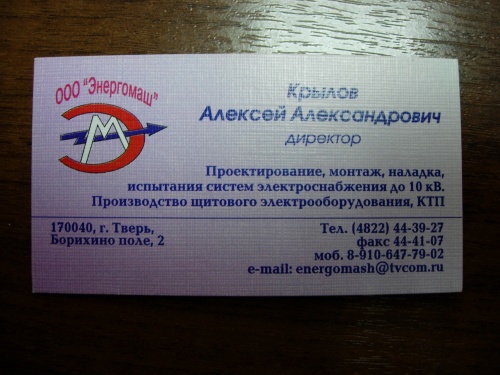 ООО "Энергомаш"
М
Крылов
Алексей Александрович
директор
Проектирование, монтаж, наладка,
испытания систем электроснабжения до 10 кВ.
Производство щитового электрооборудования, КТП
170040, г. Тверь,
Борихино поле, 2
Тел. (4822) 44-39-27
факс 44-41-07
моб. 8-910-647-79-02
e-mail: energomash@tvcom.ru